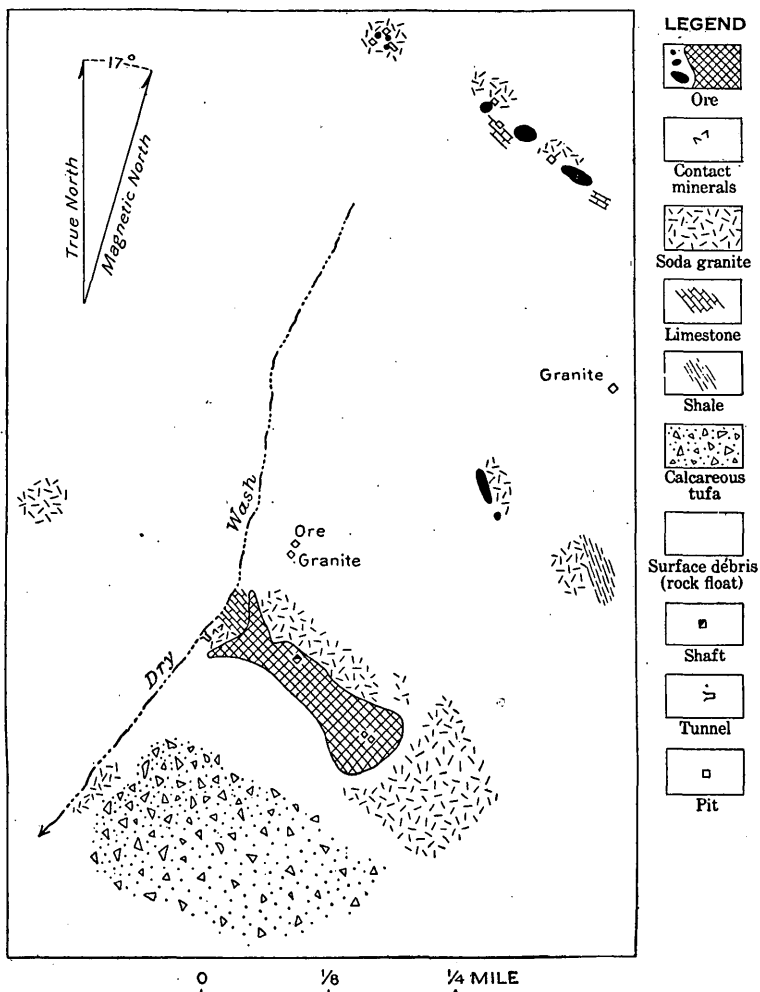 17°
True North
Magnetic North
Granite
Wash
Ore
Granite
Dry
0 1/8 1/4 MILE
LEGEND
Ore
Contact
minerals
Soda granite
Limestone
Shale
Calcareous
tufa
Surface débris
(rock float)
Shaft
Tunnel
Pit